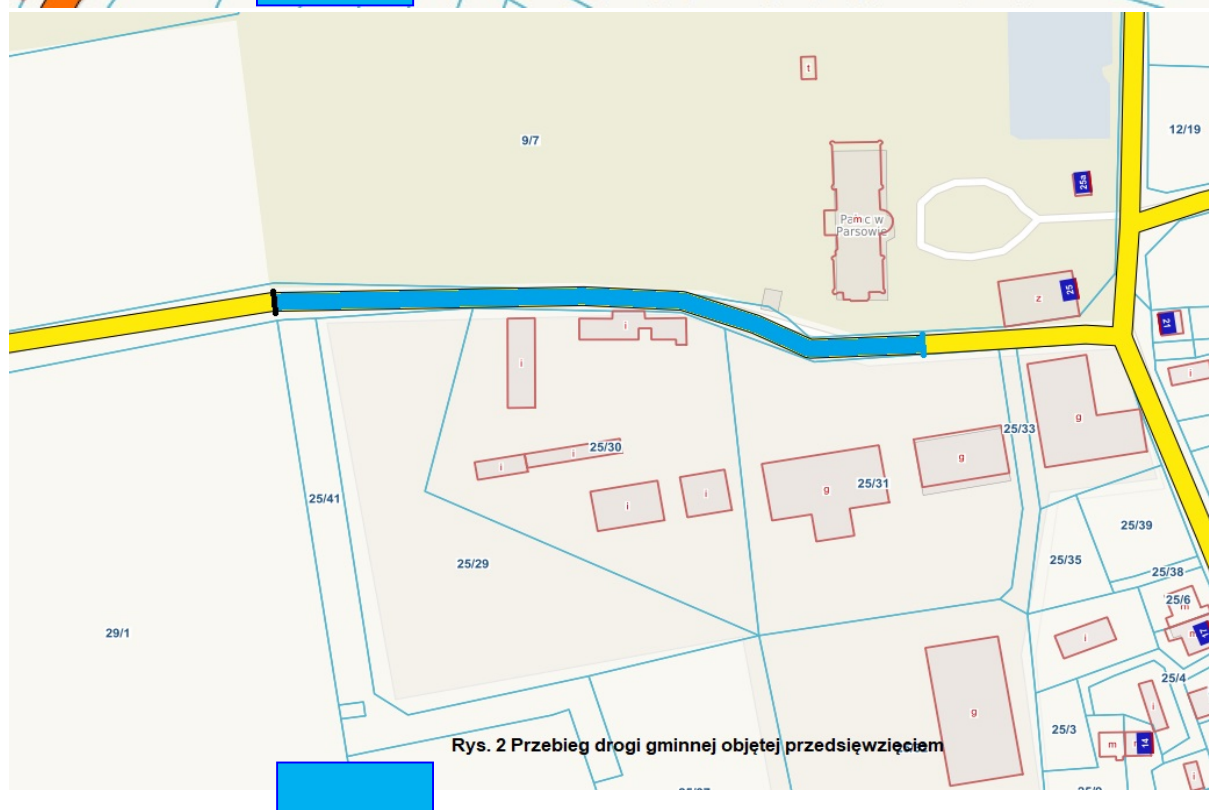 t
9/7
12/19
25a
m
Pałac w
Parsowie
z
25
21
i
i
i
g
25/33
i
i
25/30
g
g
25/31
i
i
25/41
25/39
25/29
25/35
25/38
25/6
m
29/1
i
m
17
25/4
g
i
25/3
Rys. 2 Przebieg drogi gminnej objętej przedsięwzięciem
m
14
i